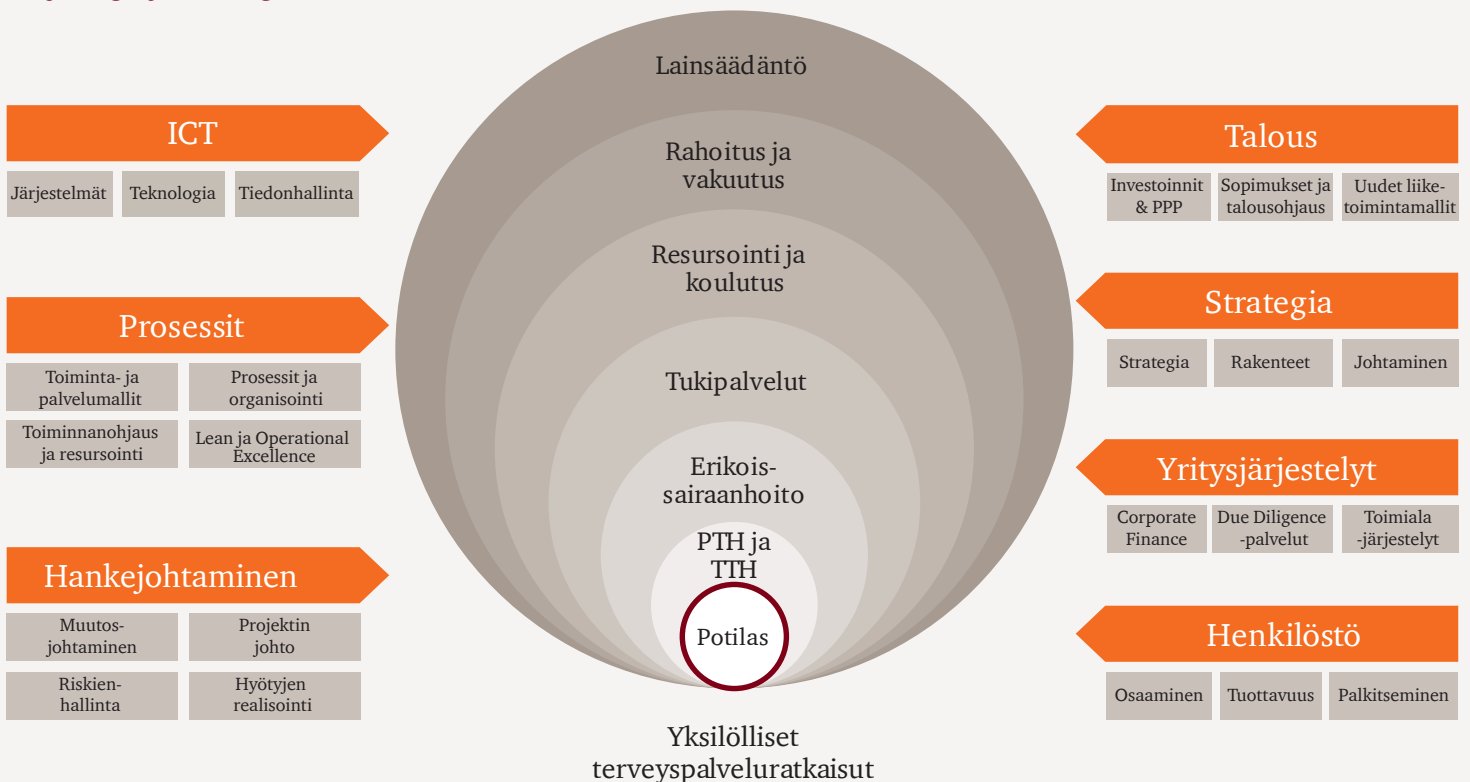 ICT
Järjestelmät
Teknologia
Tiedonhallinta
Prosessit
Toiminta- ja
palvelumallit
Prosessit ja
organisointi
Toiminnanohjaus
ja resursointi
Lean ja Operational
Excellence
Hankejohtaminen
Muutos-
johtaminen
Projektin
johto
Riskien-
hallinta
Hyötyjen
realisointi
Lainsäädäntö
Rahoitus ja
vakuutus
Resursointi ja
koulutus
Tukipalvelut
Erikois-
sairaanhoito
PTH ja
TTH
Potilas
Yksilölliset
terveyspalveluratkaisut
Talous
Investoinnit
& PPP
Sopimukset ja
talousohjaus
Uudet liike-
toimintamallit
Strategia
Strategia
Rakenteet
Johtaminen
Yritysjärjestelyt
Corporate
Finance
Due Diligence
-palvelut
Toimiala
-järjestelyt
Henkilöstö
Osaaminen
Tuottavuus
Palkitseminen